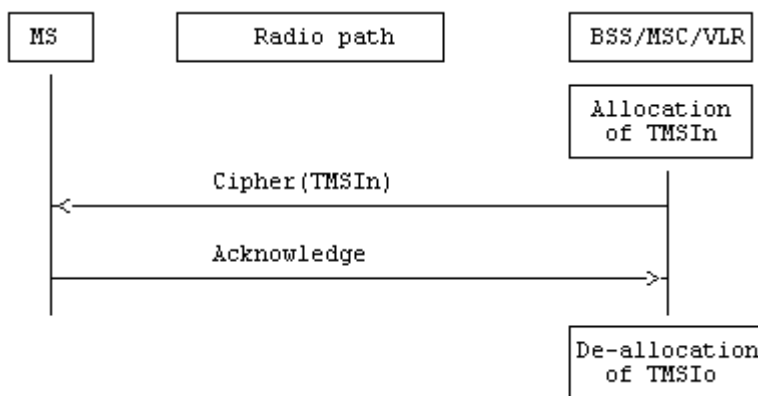 MS
Radio path
BSS/MSC/VLR
Allocation
of TMSIn
Cipher(TMSIn)
Acknowledge
De-allocation
of TMSIo